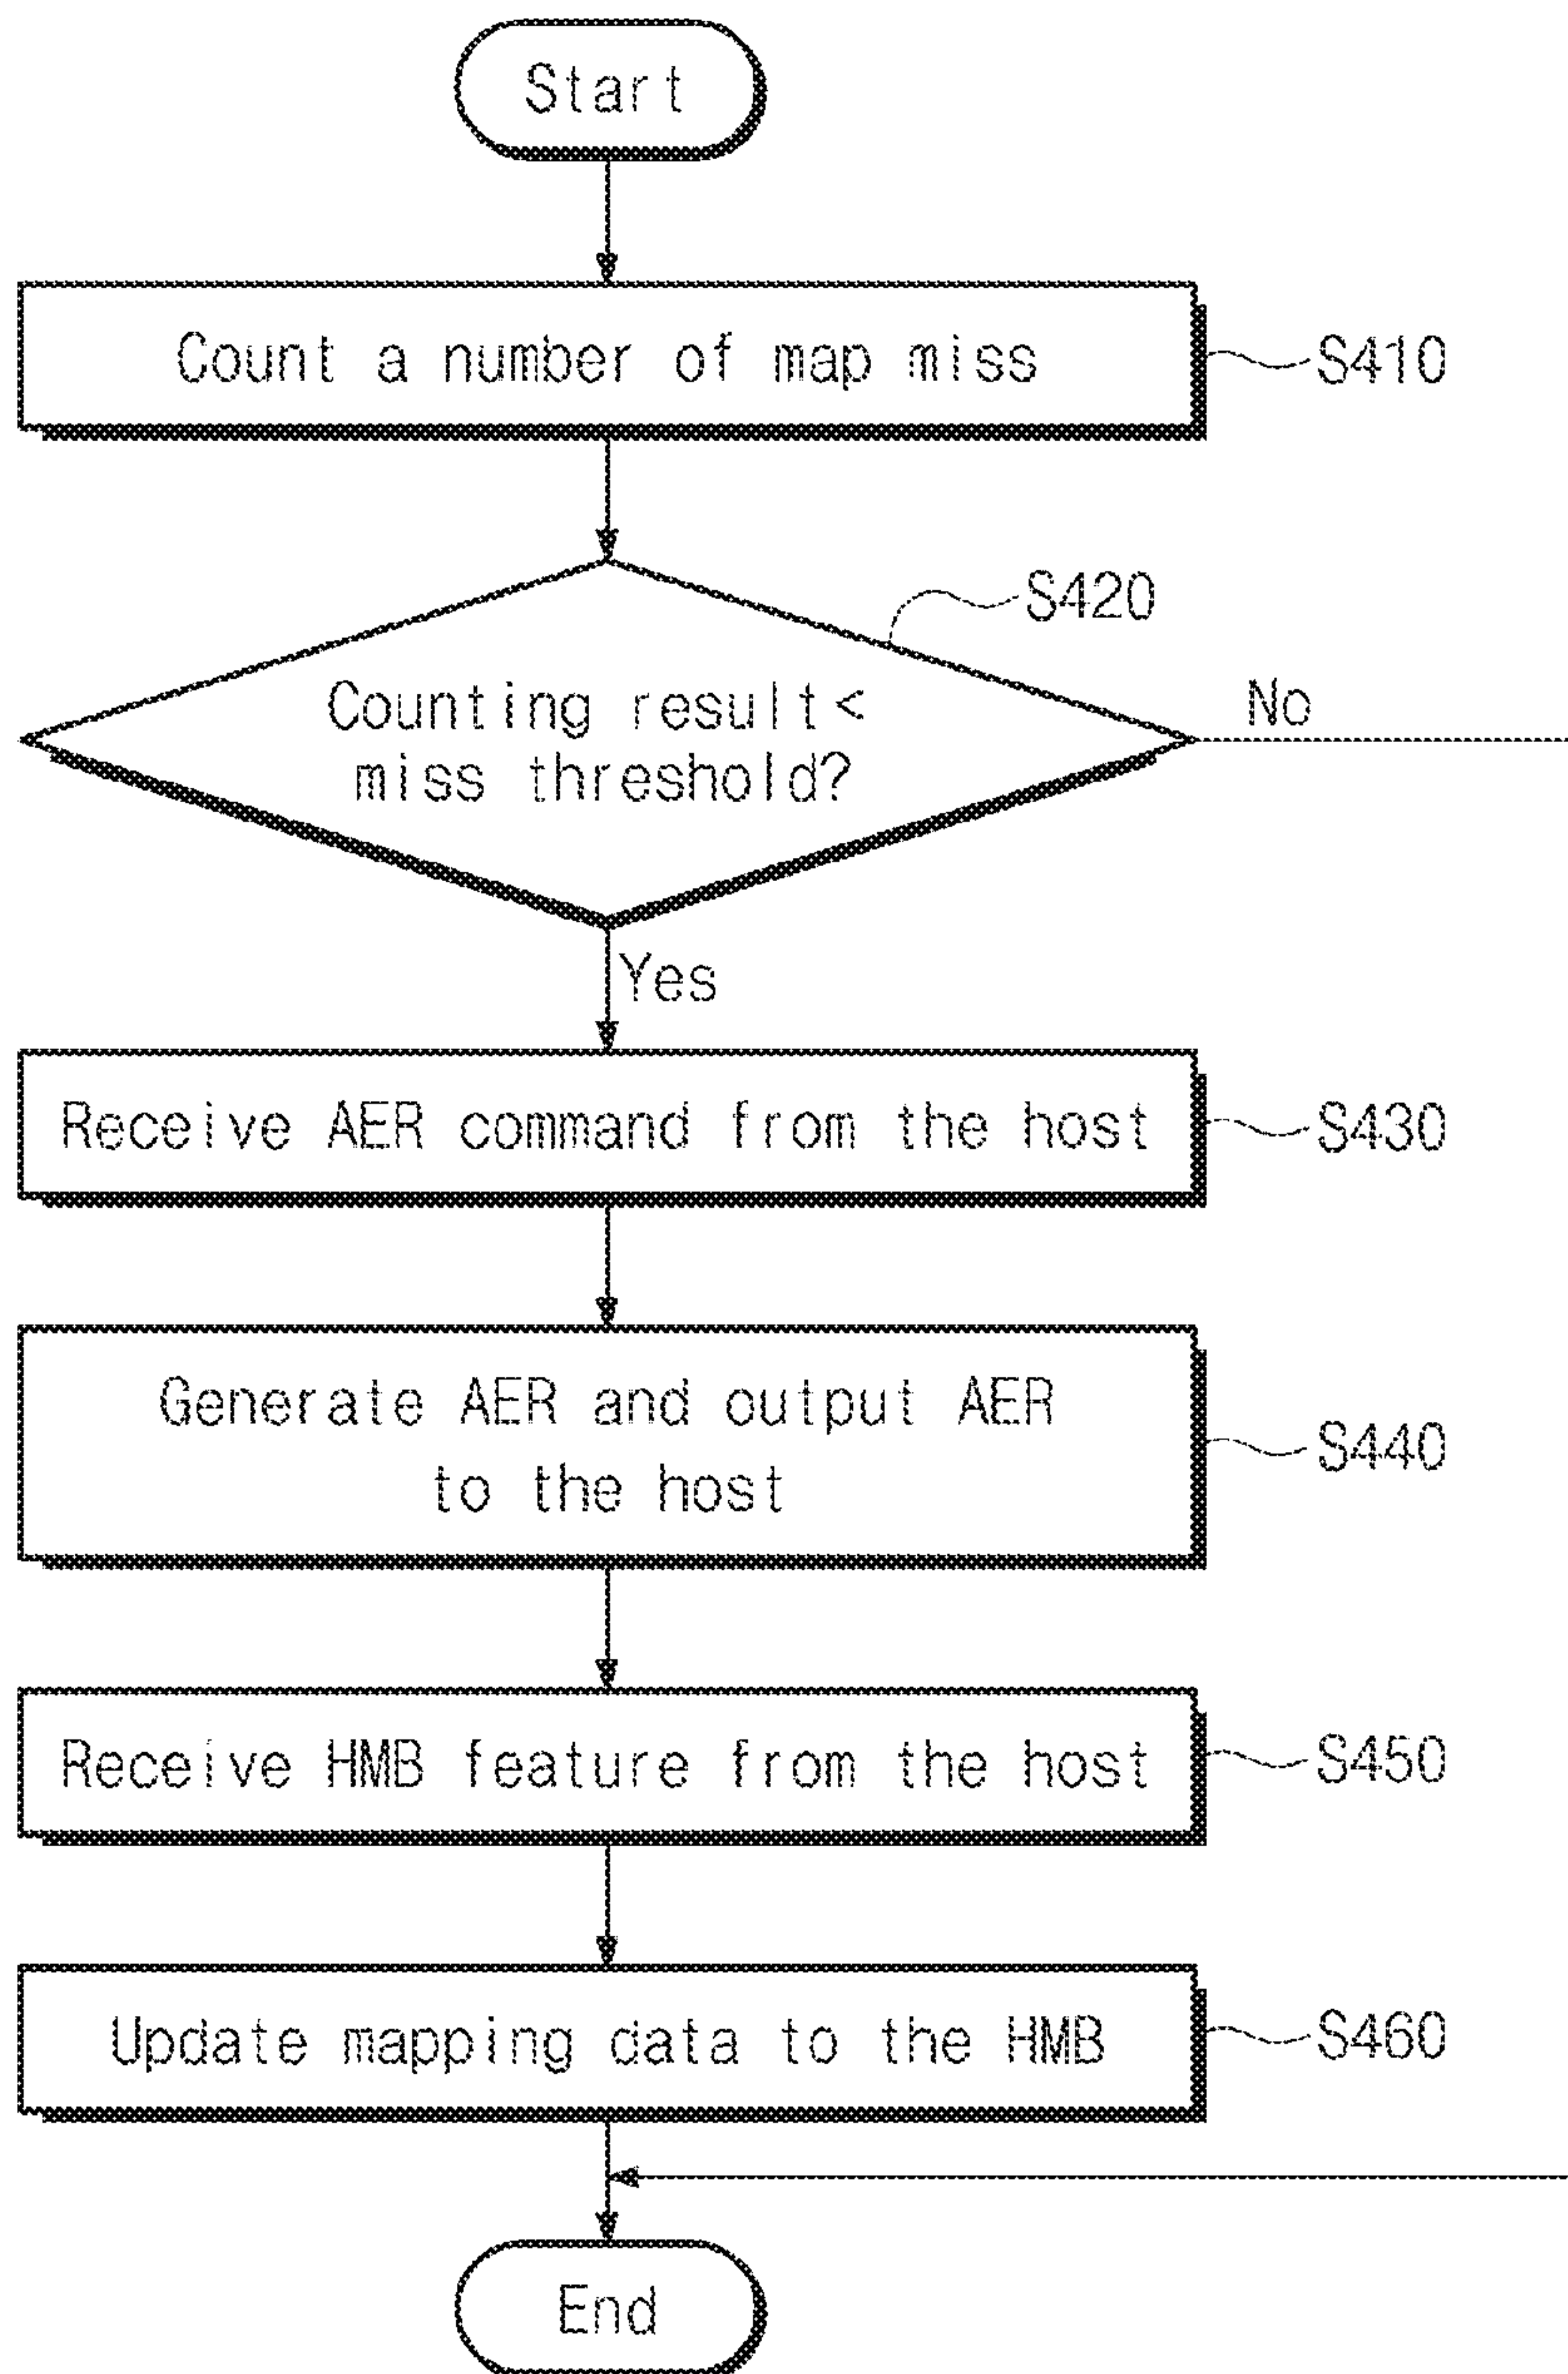 Start
Count a number of map miss
S410
S420
Counting result<
miss threshold?
No
Yes
Receive AER command from the host
S430
Generate AER and output AER
to the host
S440
Receive HMB feature from the host
S450
Update mapping data to the HMB
S460
End